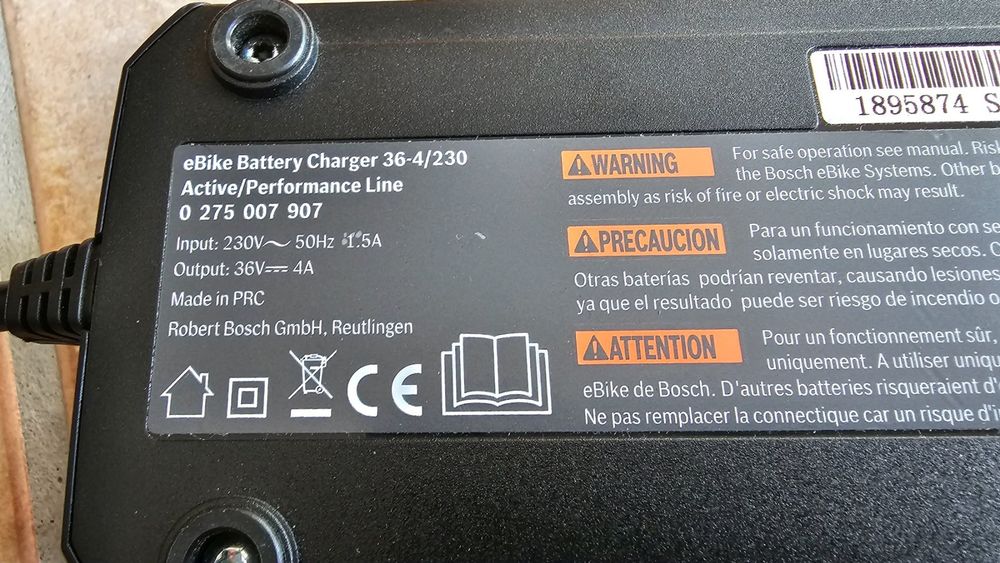 1895874 S
eBike Battery Charger 36-4/230
Active/Performance Line
0 275 007 907
Input: 230V~ 50Hz 1.5A
Output: 36V⎓ 4A
Made in PRC
Robert Bosch GmbH, Reutlingen
CE
WARNING
For safe operation see manual. Risk
the Bosch eBike Systems. Other b
assembly as risk of fire or electric shock may result.
PRECAUCION
Para un funcionamiento con se
solamente en lugares secos.
Otras baterías podrían reventar, causando lesiones
ya que el resultado puede ser riesgo de incendio o
ATTENTION
Pour un fonctionnement sûr,
uniquement. A utiliser uniqu
eBike de Bosch. D'autres batteries risqueraient d'
Ne pas remplacer la connectique car un risque d'i